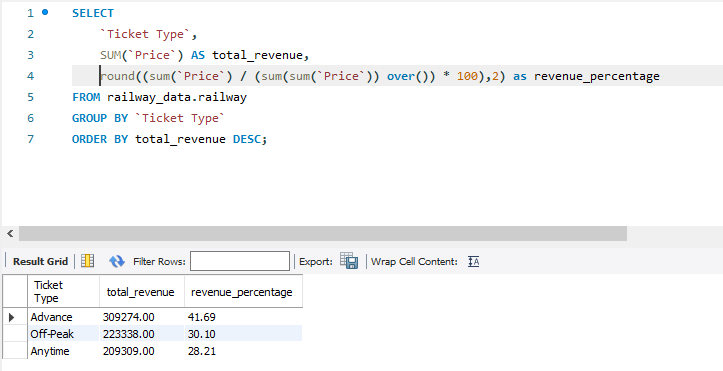 1 SELECT
2 `Ticket Type`,
3 SUM(`Price`) AS total_revenue,
4 round((sum(`Price`) / (sum(sum(`Price`)) over()) * 100),2) as revenue_percentage
5 FROM railway_data.railway
6 GROUP BY `Ticket Type`
7 ORDER BY total_revenue DESC;
Result Grid Filter Rows: Export: Wrap Cell Content:
Ticket
Type total_revenue revenue_percentage
Advance 309274.00 41.69
Off-Peak 223338.00 30.10
Anytime 209309.00 28.21